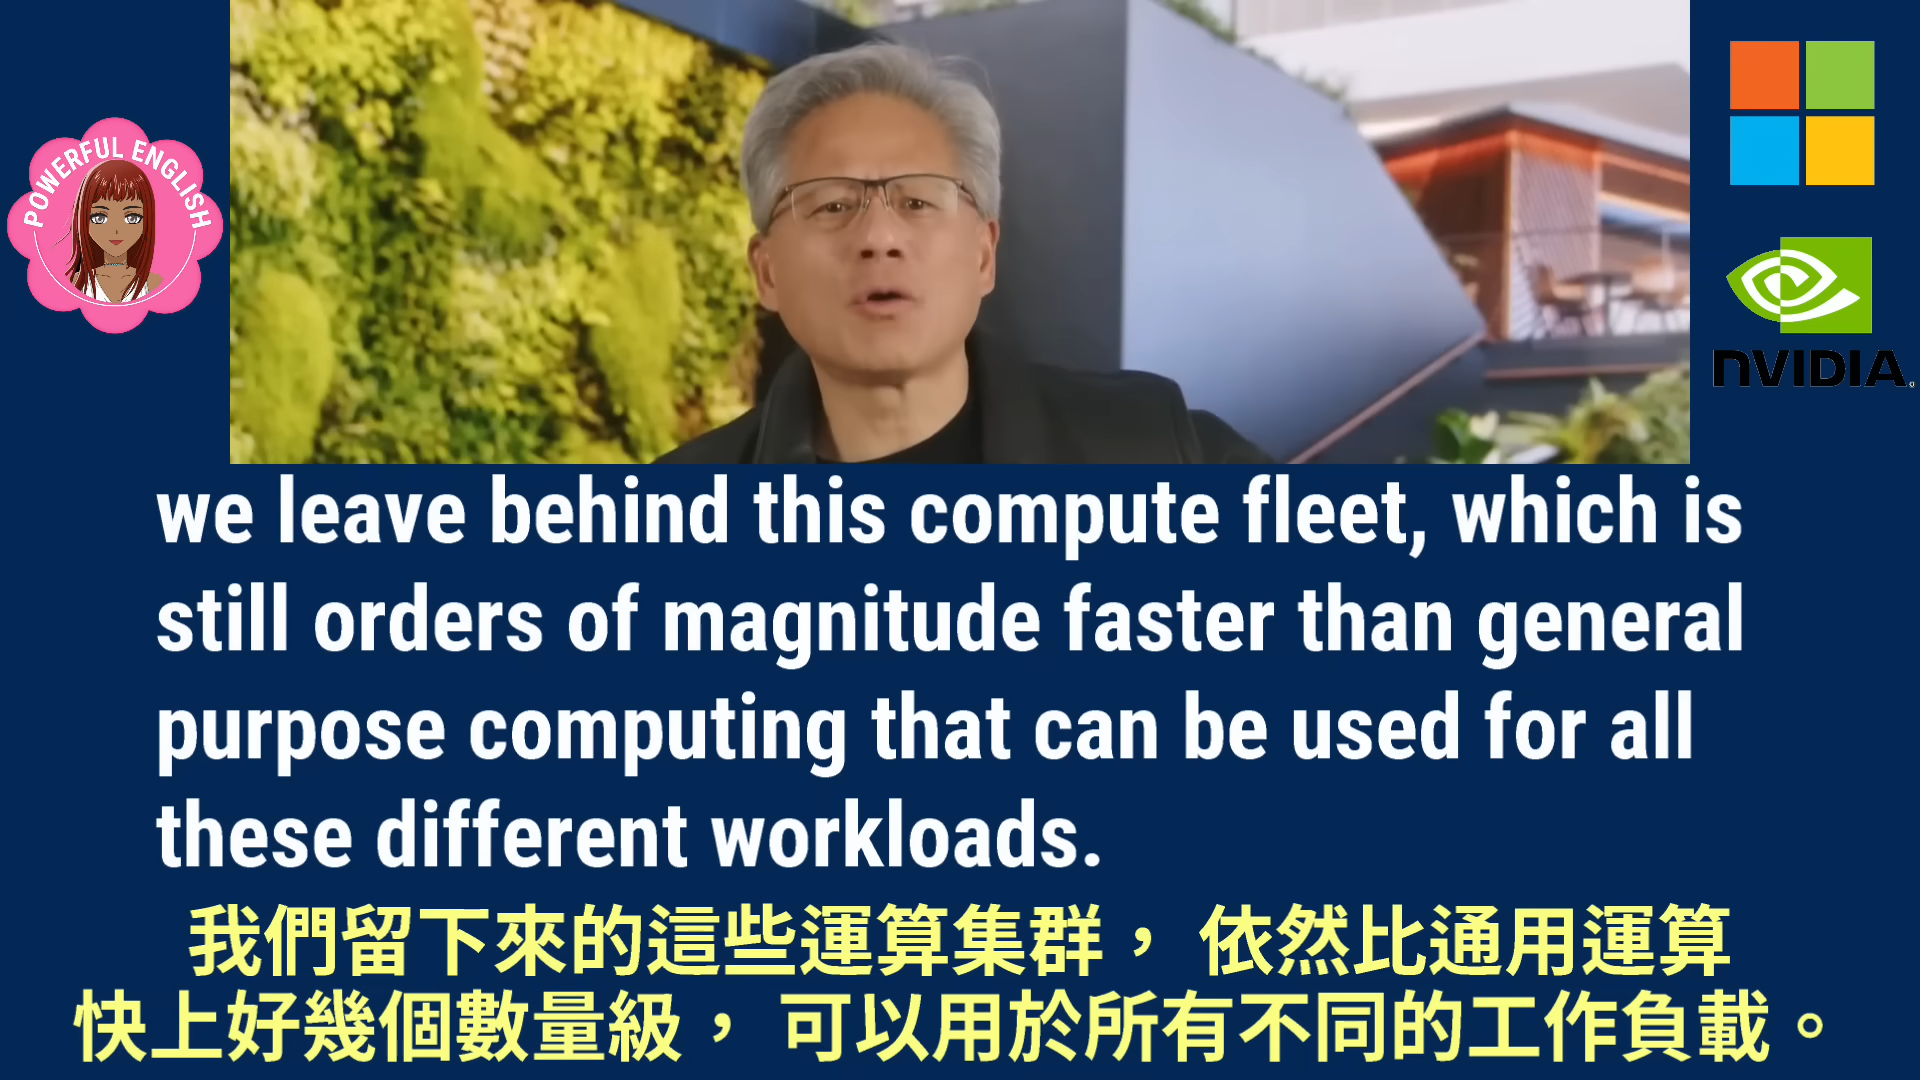 POWERFUL ENGLISH
nVIDIA
we leave behind this compute fleet, which is
still orders of magnitude faster than general
purpose computing that can be used for all
these different workloads.
我們留下來的這些運算集群， 依然比通用運算
快上好幾個數量級， 可以用於所有不同的工作負載。